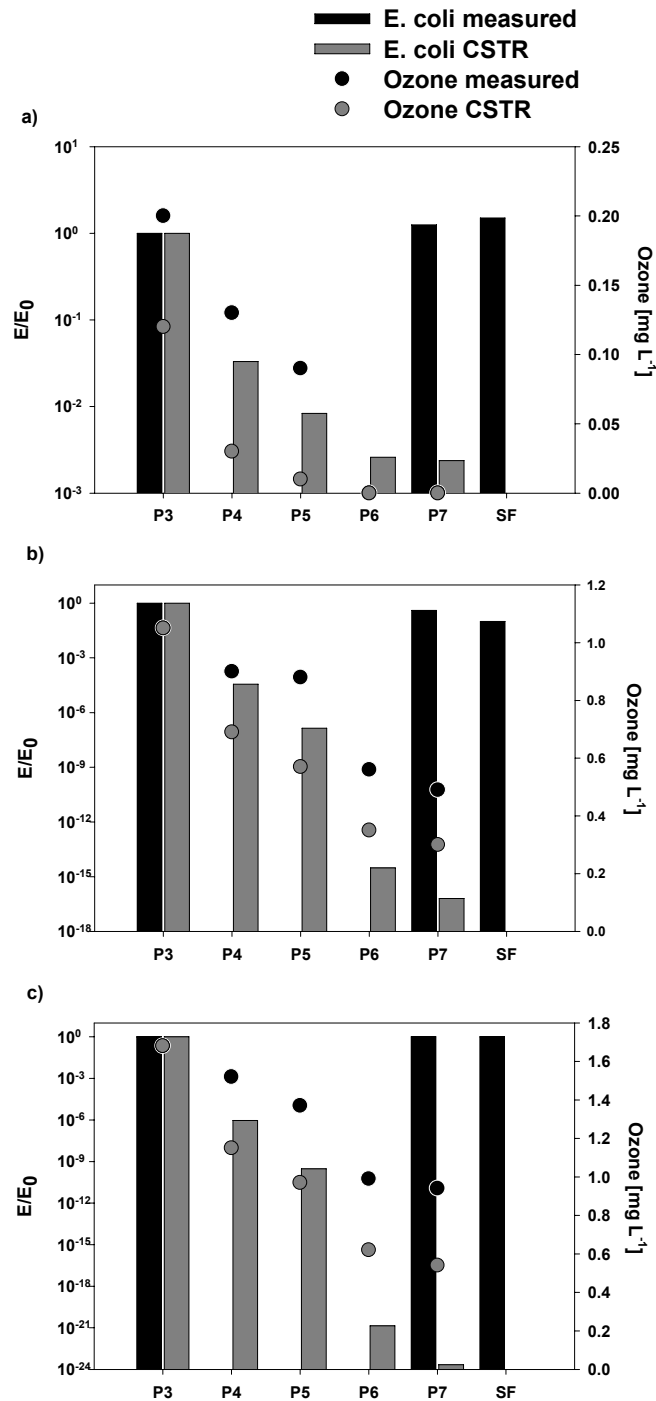 E. coli measured
E. coli CSTR
Ozone measured
Ozone CSTR
a)
10¹
10⁰
10⁻¹
10⁻²
10⁻³
E/E₀
0.25
0.20
0.15
0.10
0.05
0.00
Ozone [mg L⁻¹]
P3 P4 P5 P6 P7 SF
b)
10⁰
10⁻³
10⁻⁶
10⁻⁹
10⁻¹²
10⁻¹⁵
10⁻¹⁸
E/E₀
1.2
1.0
0.8
0.6
0.4
0.2
0.0
Ozone [mg L⁻¹]
P3 P4 P5 P6 P7 SF
c)
10⁰
10⁻³
10⁻⁶
10⁻⁹
10⁻¹²
10⁻¹⁵
10⁻¹⁸
10⁻²¹
10⁻²⁴
E/E₀
1.8
1.6
1.4
1.2
1.0
0.8
0.6
0.4
0.2
0.0
Ozone [mg L⁻¹]
P3 P4 P5 P6 P7 SF